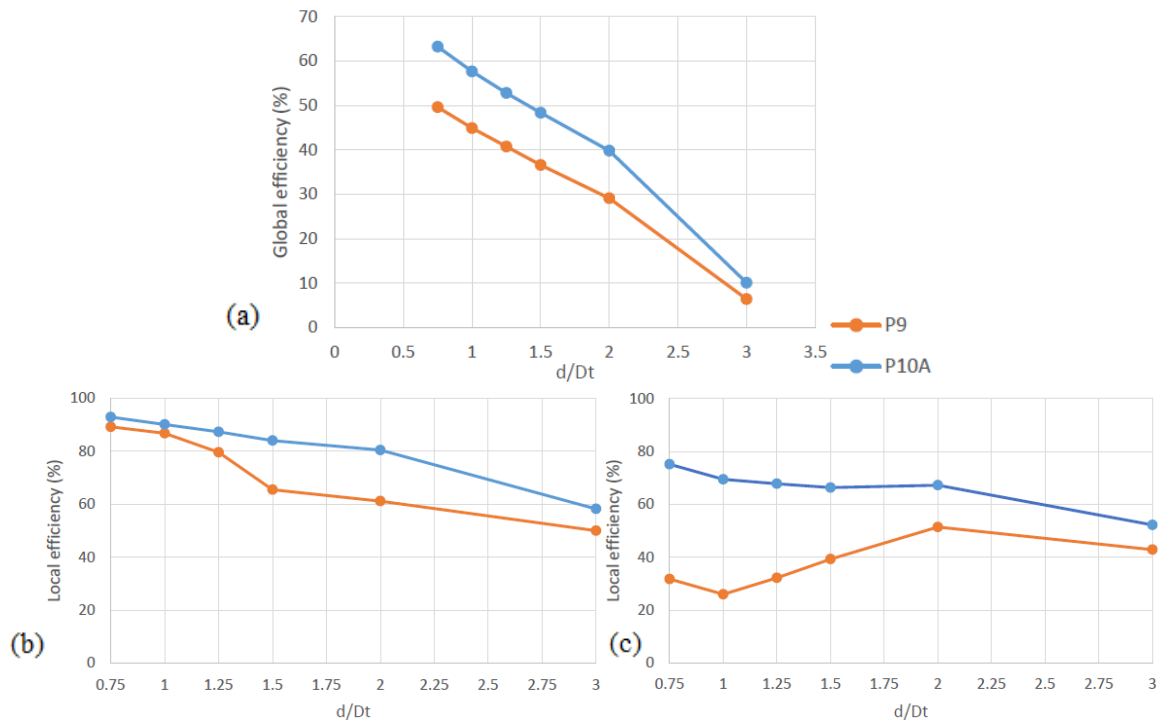 70
60
50
40
30
20
10
0
Global efficiency (%)
0 0.5 1 1.5 2 2.5 3 3.5
d/Dt
(a)
P9
P10A
100
80
60
40
20
0
Local efficiency (%)
0.75 1 1.25 1.5 1.75 2 2.25 2.5 2.75 3
d/Dt
(b)
100
80
60
40
20
0
Local efficiency (%)
0.75 1 1.25 1.5 1.75 2 2.25 2.5 2.75 3
d/Dt
(c)